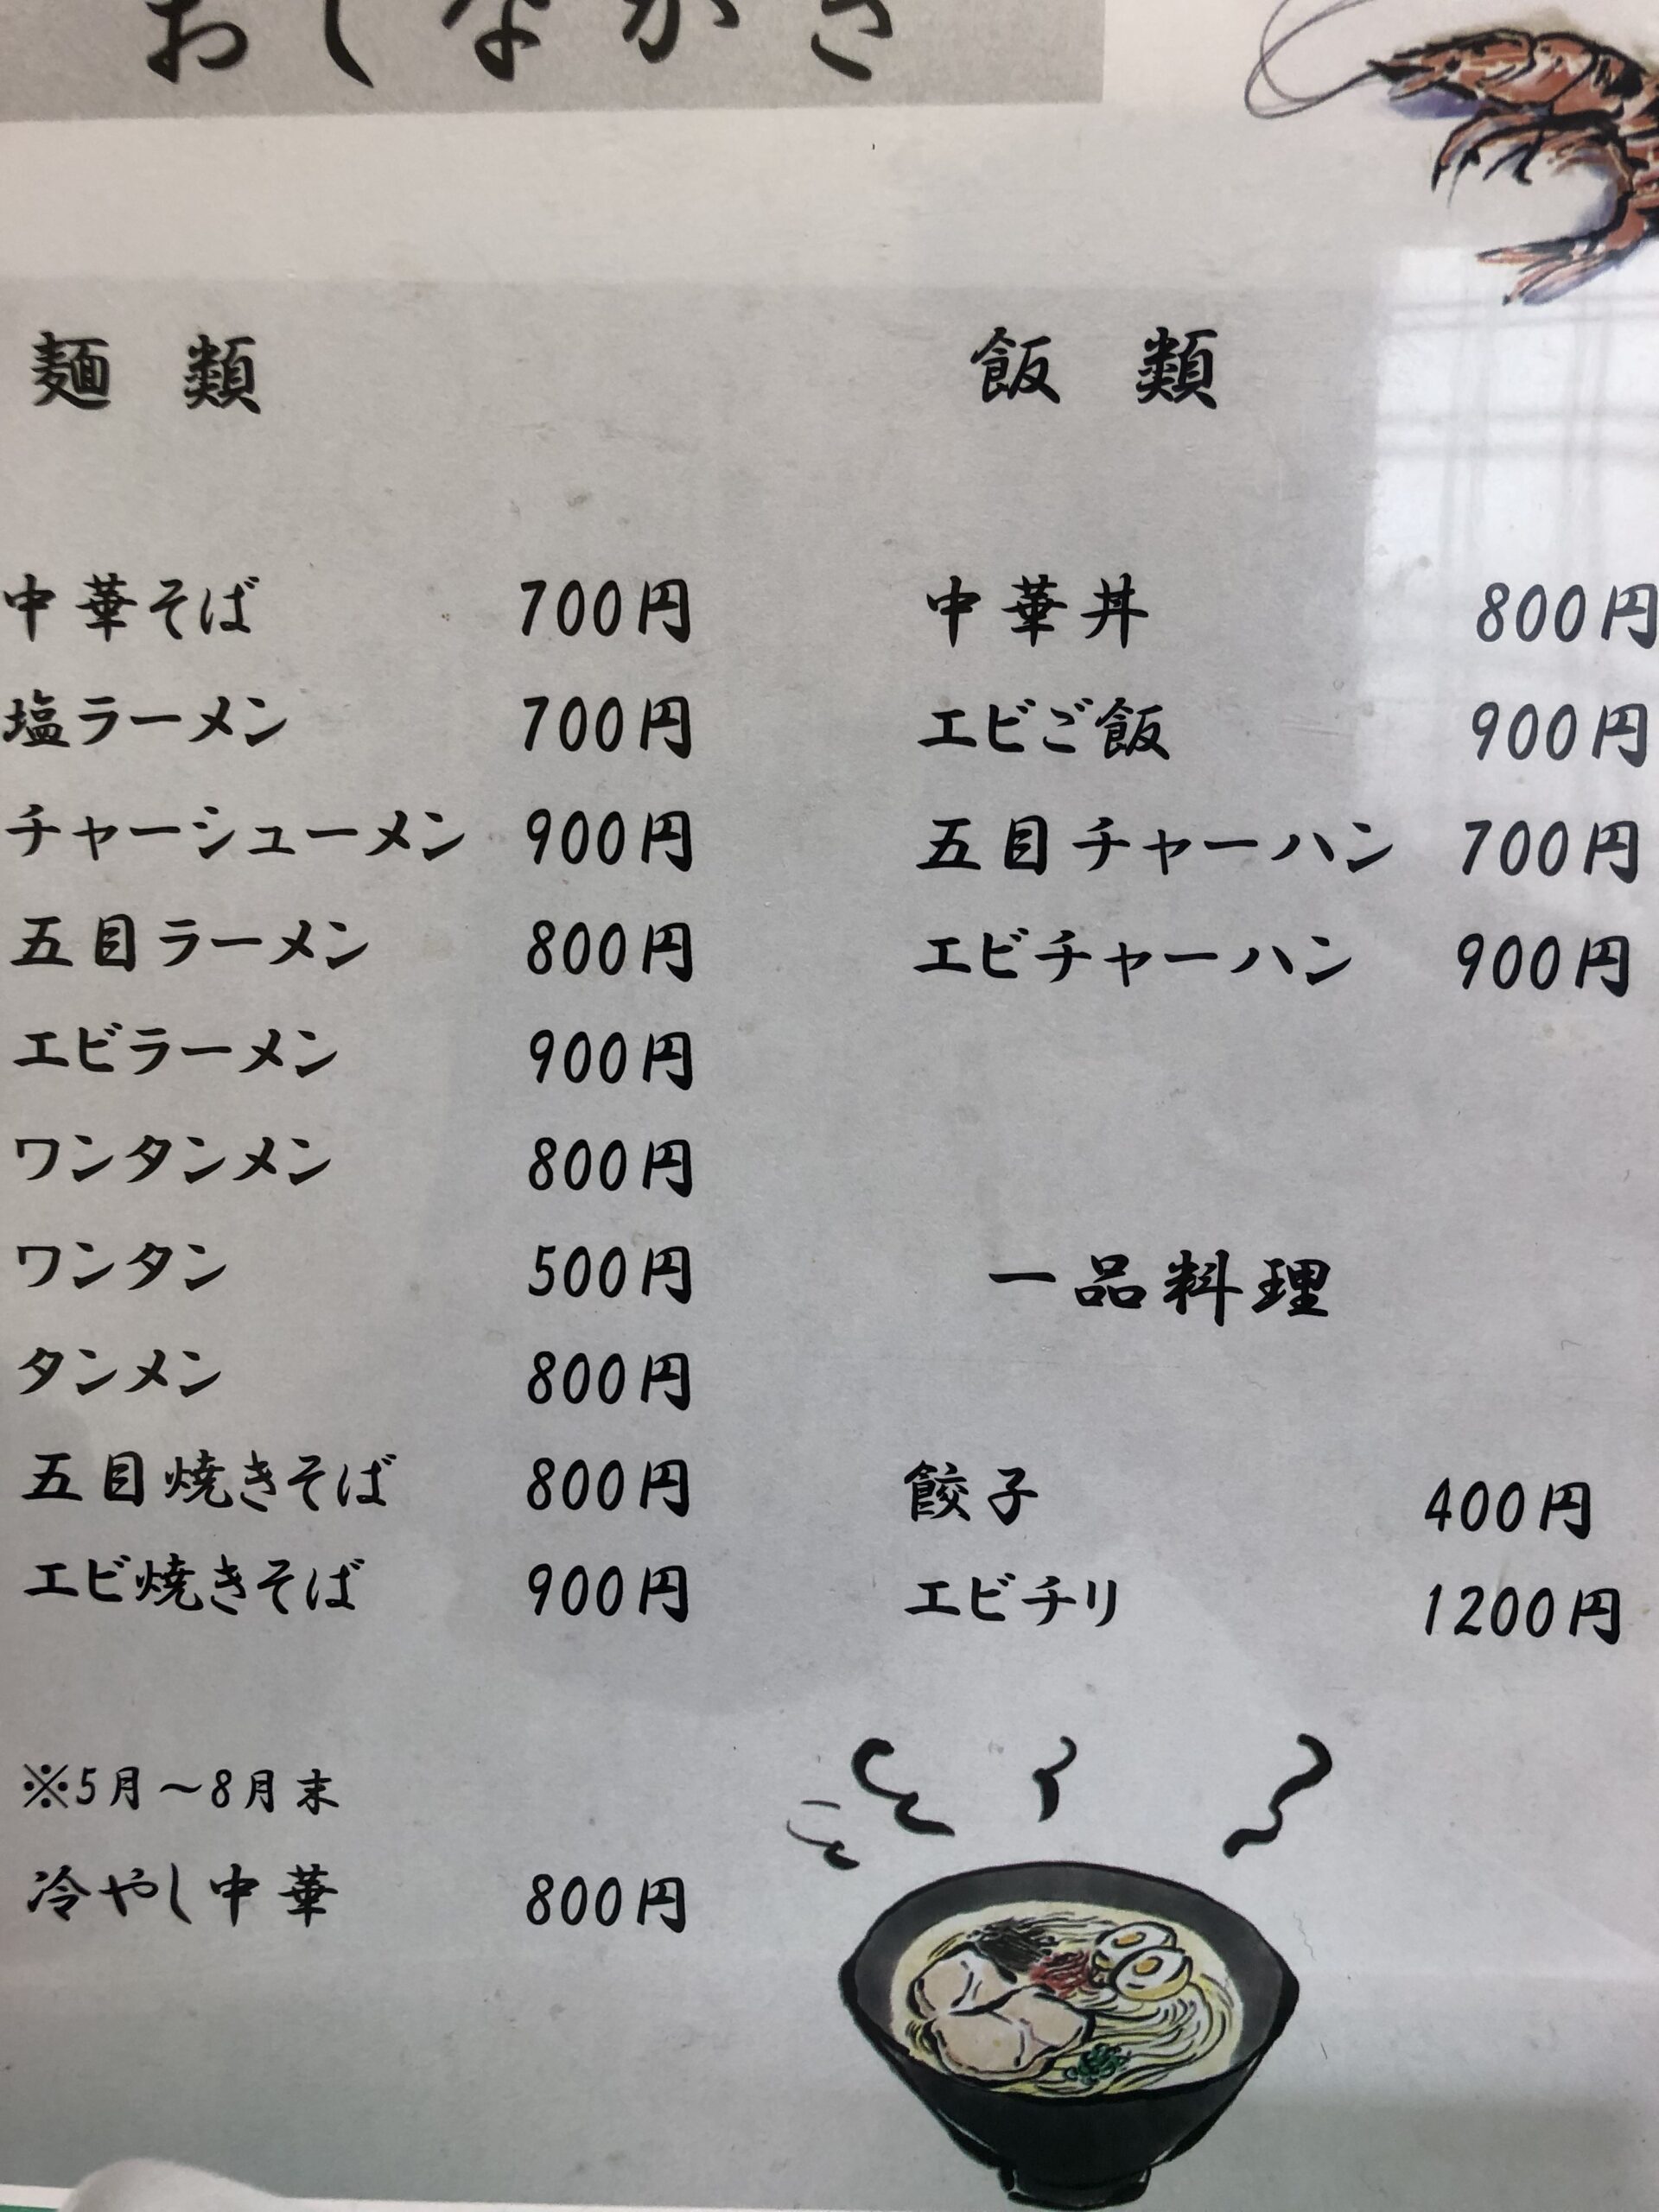 おしながき
麺類
中華そば 700円
塩ラーメン 700円
チャーシューメン 900円
五目ラーメン 800円
エビラーメン 900円
ワンタンメン 800円
ワンタン 500円
タンメン 800円
五目焼きそば 800円
エビ焼きそば 900円
※5月～8月末
冷やし中華 800円
飯類
中華丼 800円
エビご飯 900円
五目チャーハン 700円
エビチャーハン 900円
一品料理
餃子 400円
エビチリ 1200円